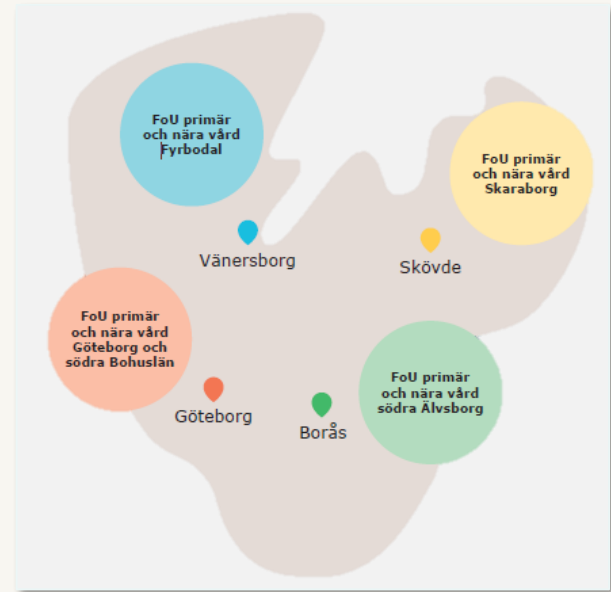 FoU primär
och nära vård
Fyrbodal
FoU primär
och nära vård
Skaraborg
Vänersborg
Skövde
FoU primär
och nära vård
Göteborg och
södra Bohuslän
FoU primär
och nära vård
södra Älvsborg
Göteborg
Borås